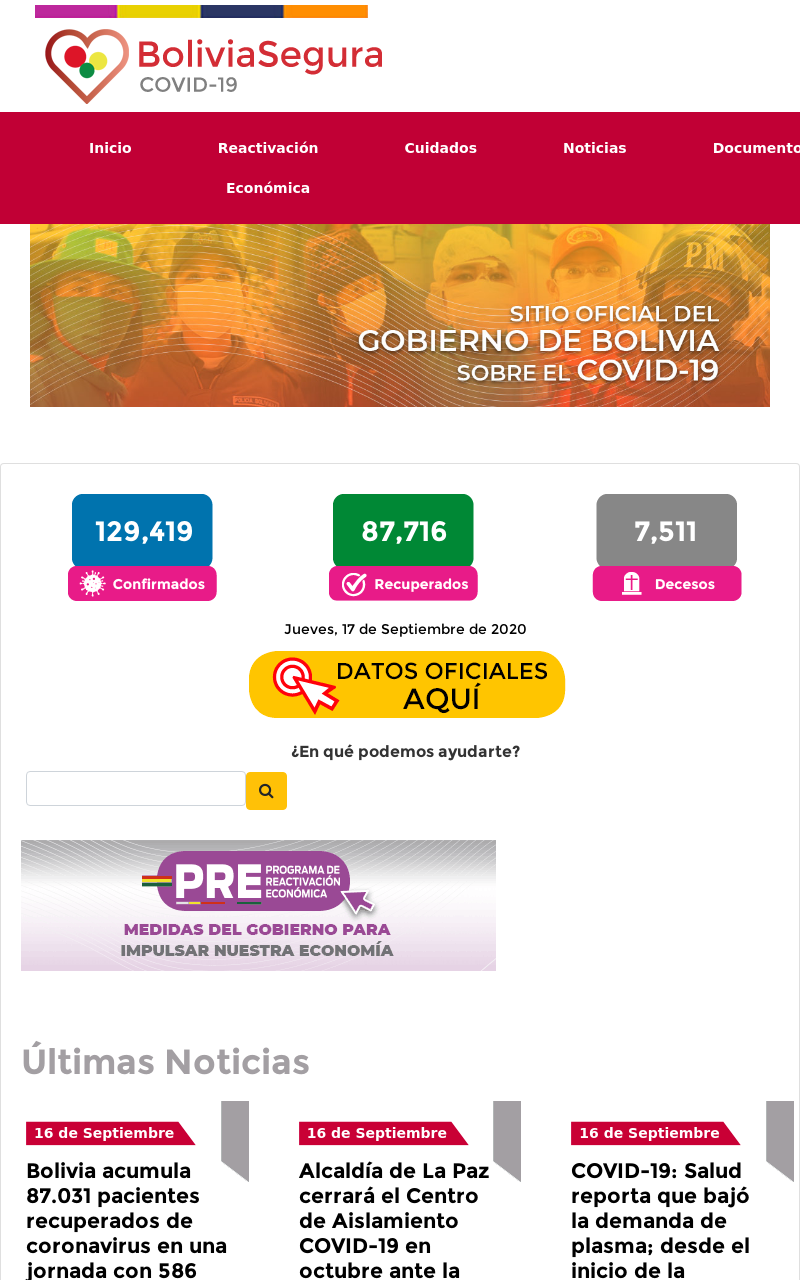 BoliviaSegura
COVID-19
Inicio
Reactivación
Económica
Cuidados
Noticias
Documento
PM
SITIO OFICIAL DEL
GOBIERNO DE BOLIVIA
SOBRE EL COVID-19
129,419
Confirmados
87,716
Recuperados
7,511
Decesos
Jueves, 17 de Septiembre de 2020
DATOS OFICIALES
AQUÍ
¿En qué podemos ayudarte?
PRE
PROGRAMA DE
REACTIVACIÓN
ECONÓMICA
MEDIDAS DEL GOBIERNO PARA
IMPULSAR NUESTRA ECONOMÍA
Últimas Noticias
16 de Septiembre
Bolivia acumula
87.031 pacientes
recuperados de
coronavirus en una
jornada con 586
16 de Septiembre
Alcaldía de La Paz
cerrará el Centro
de Aislamiento
COVID-19 en
octubre ante la
16 de Septiembre
COVID-19: Salud
reporta que bajó
la demanda de
plasma; desde el
inicio de la